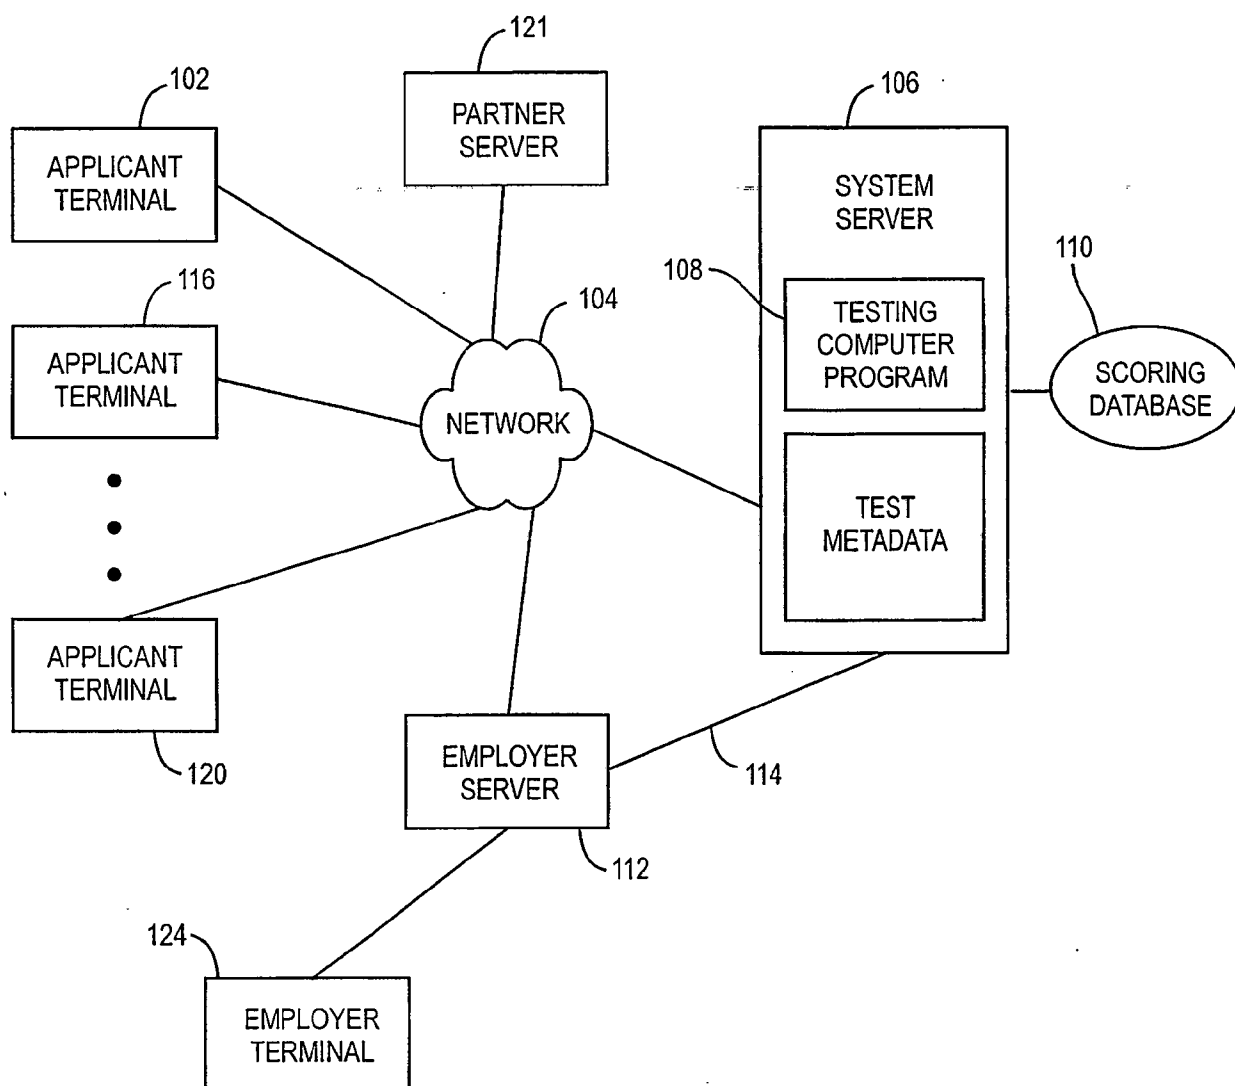 121
102
PARTNER
SERVER
106
APPLICANT
TERMINAL
SYSTEM
SERVER
116
104
108
110
TESTING
COMPUTER
PROGRAM
APPLICANT
TERMINAL
NETWORK
SCORING
DATABASE
TEST
METADATA
APPLICANT
TERMINAL
120
EMPLOYER
SERVER
114
112
124
EMPLOYER
TERMINAL